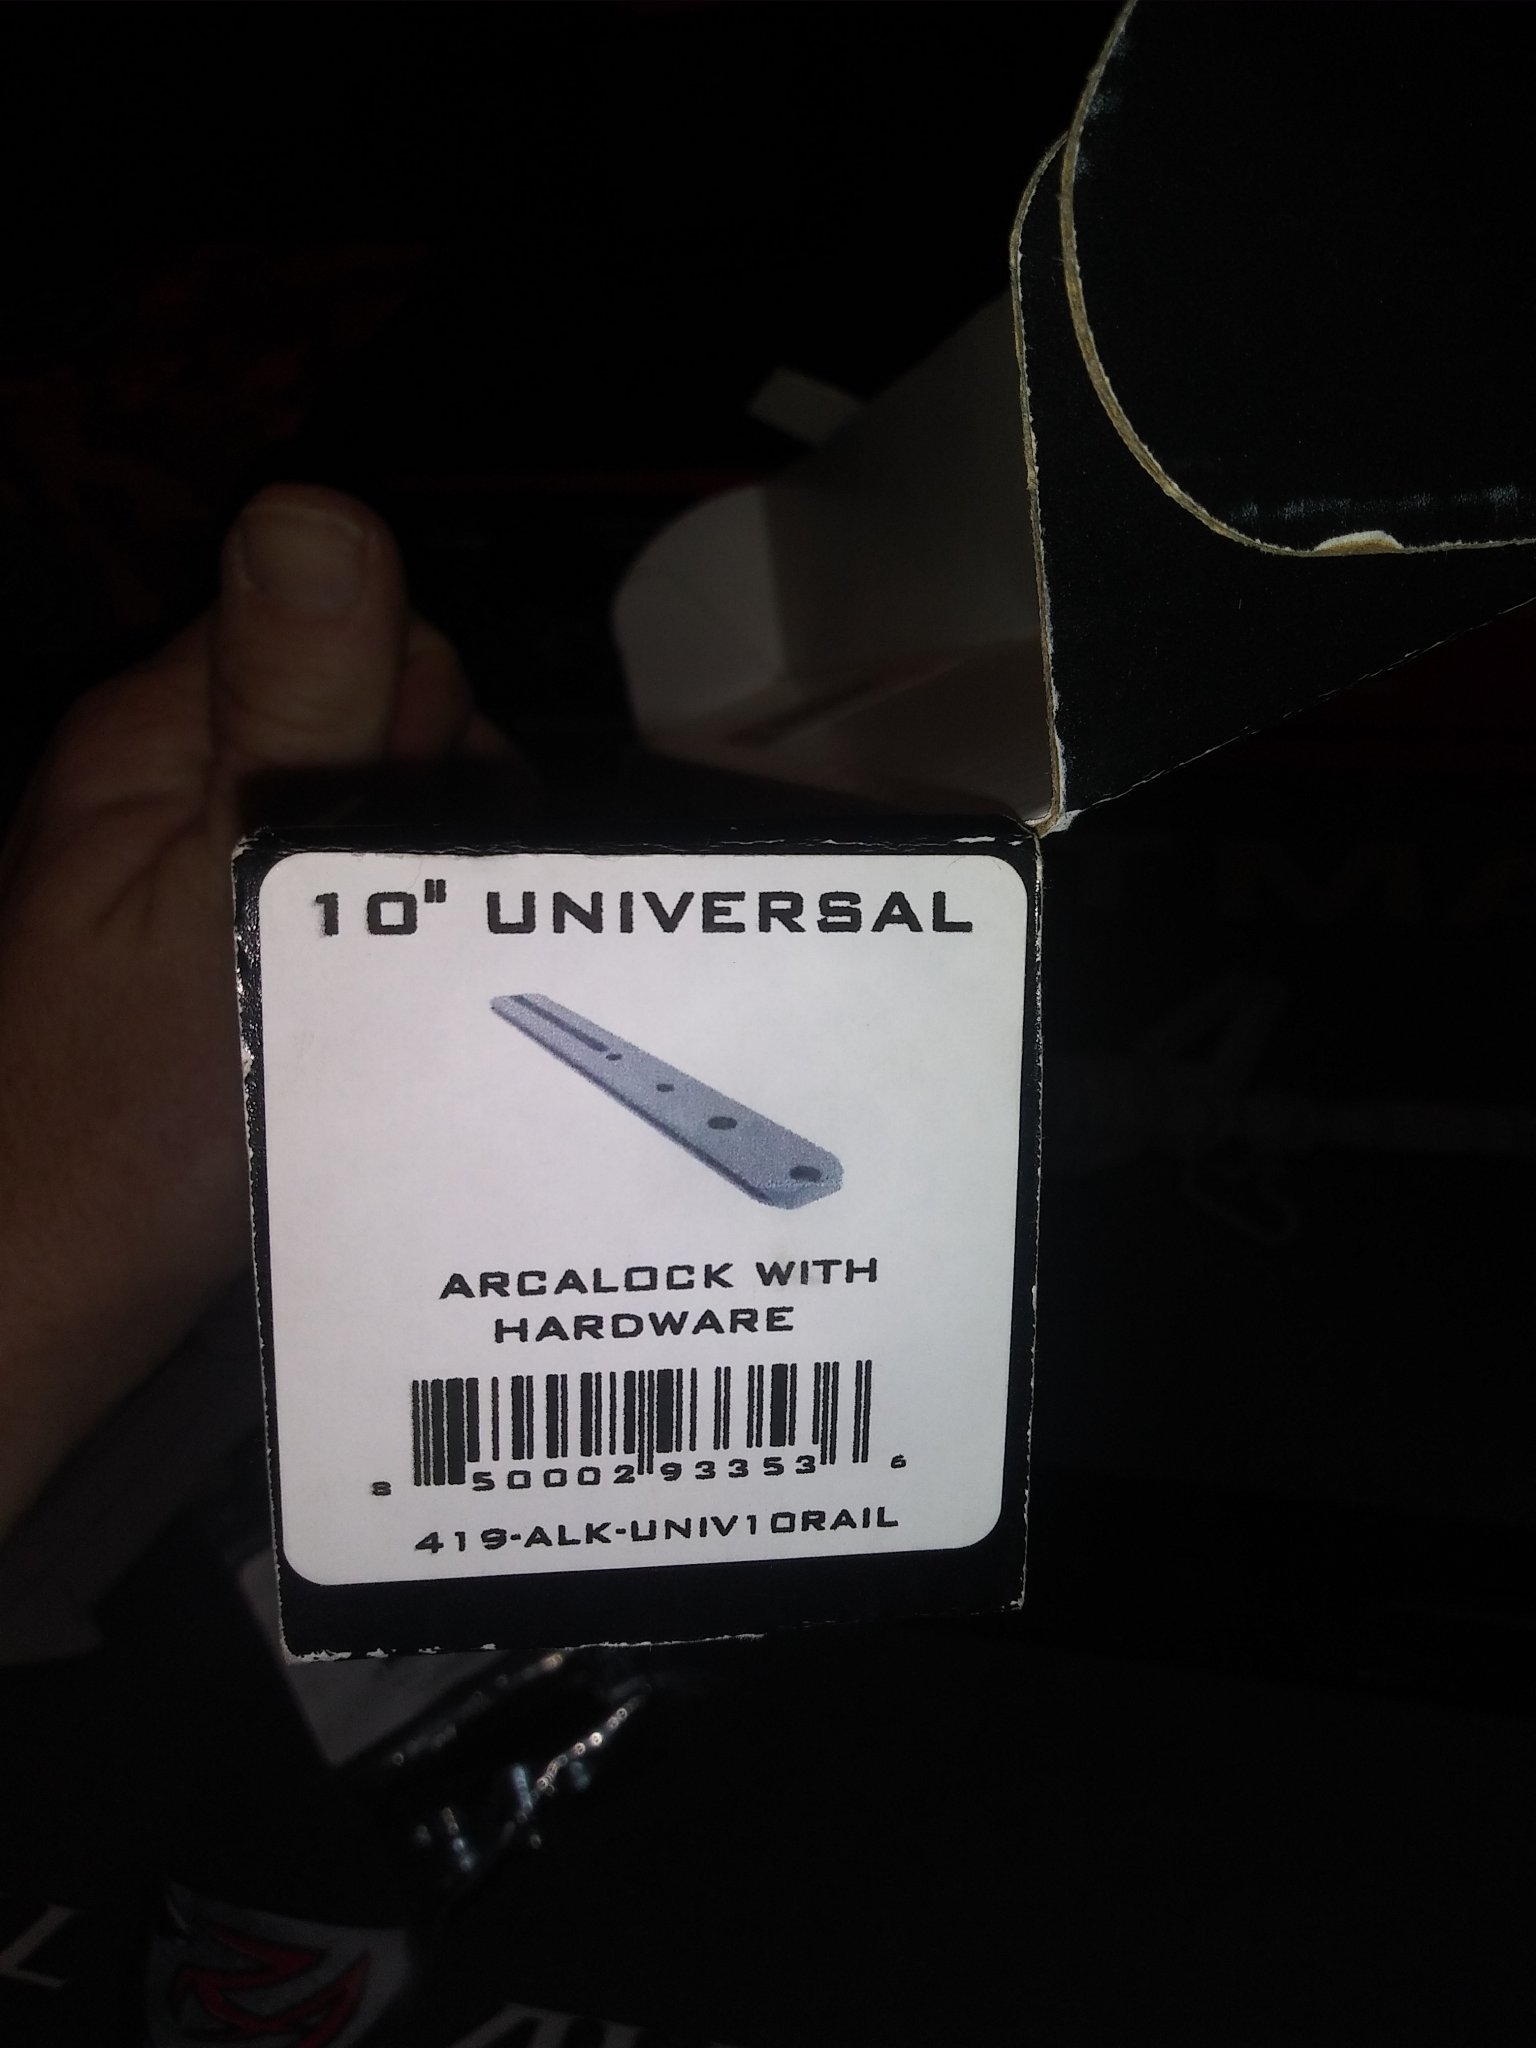 10" UNIVERSAL
ARCALOCK WITH
HARDWARE
8 50002 93353 6
419-ALK-UNIV10RAIL